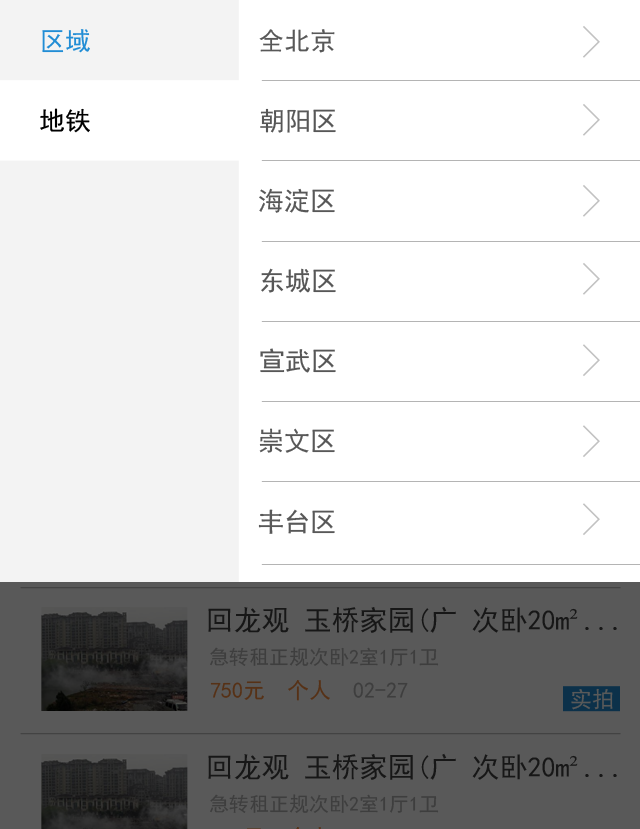 区域
地铁
全北京
朝阳区
海淀区
东城区
宣武区
崇文区
丰台区
回龙观 玉桥家园(广 次卧20m²...
急转租正规次卧2室1厅1卫
750元 个人 02-27
实拍
回龙观 玉桥家园(广 次卧20m²...
急转租正规次卧2室1厅1卫